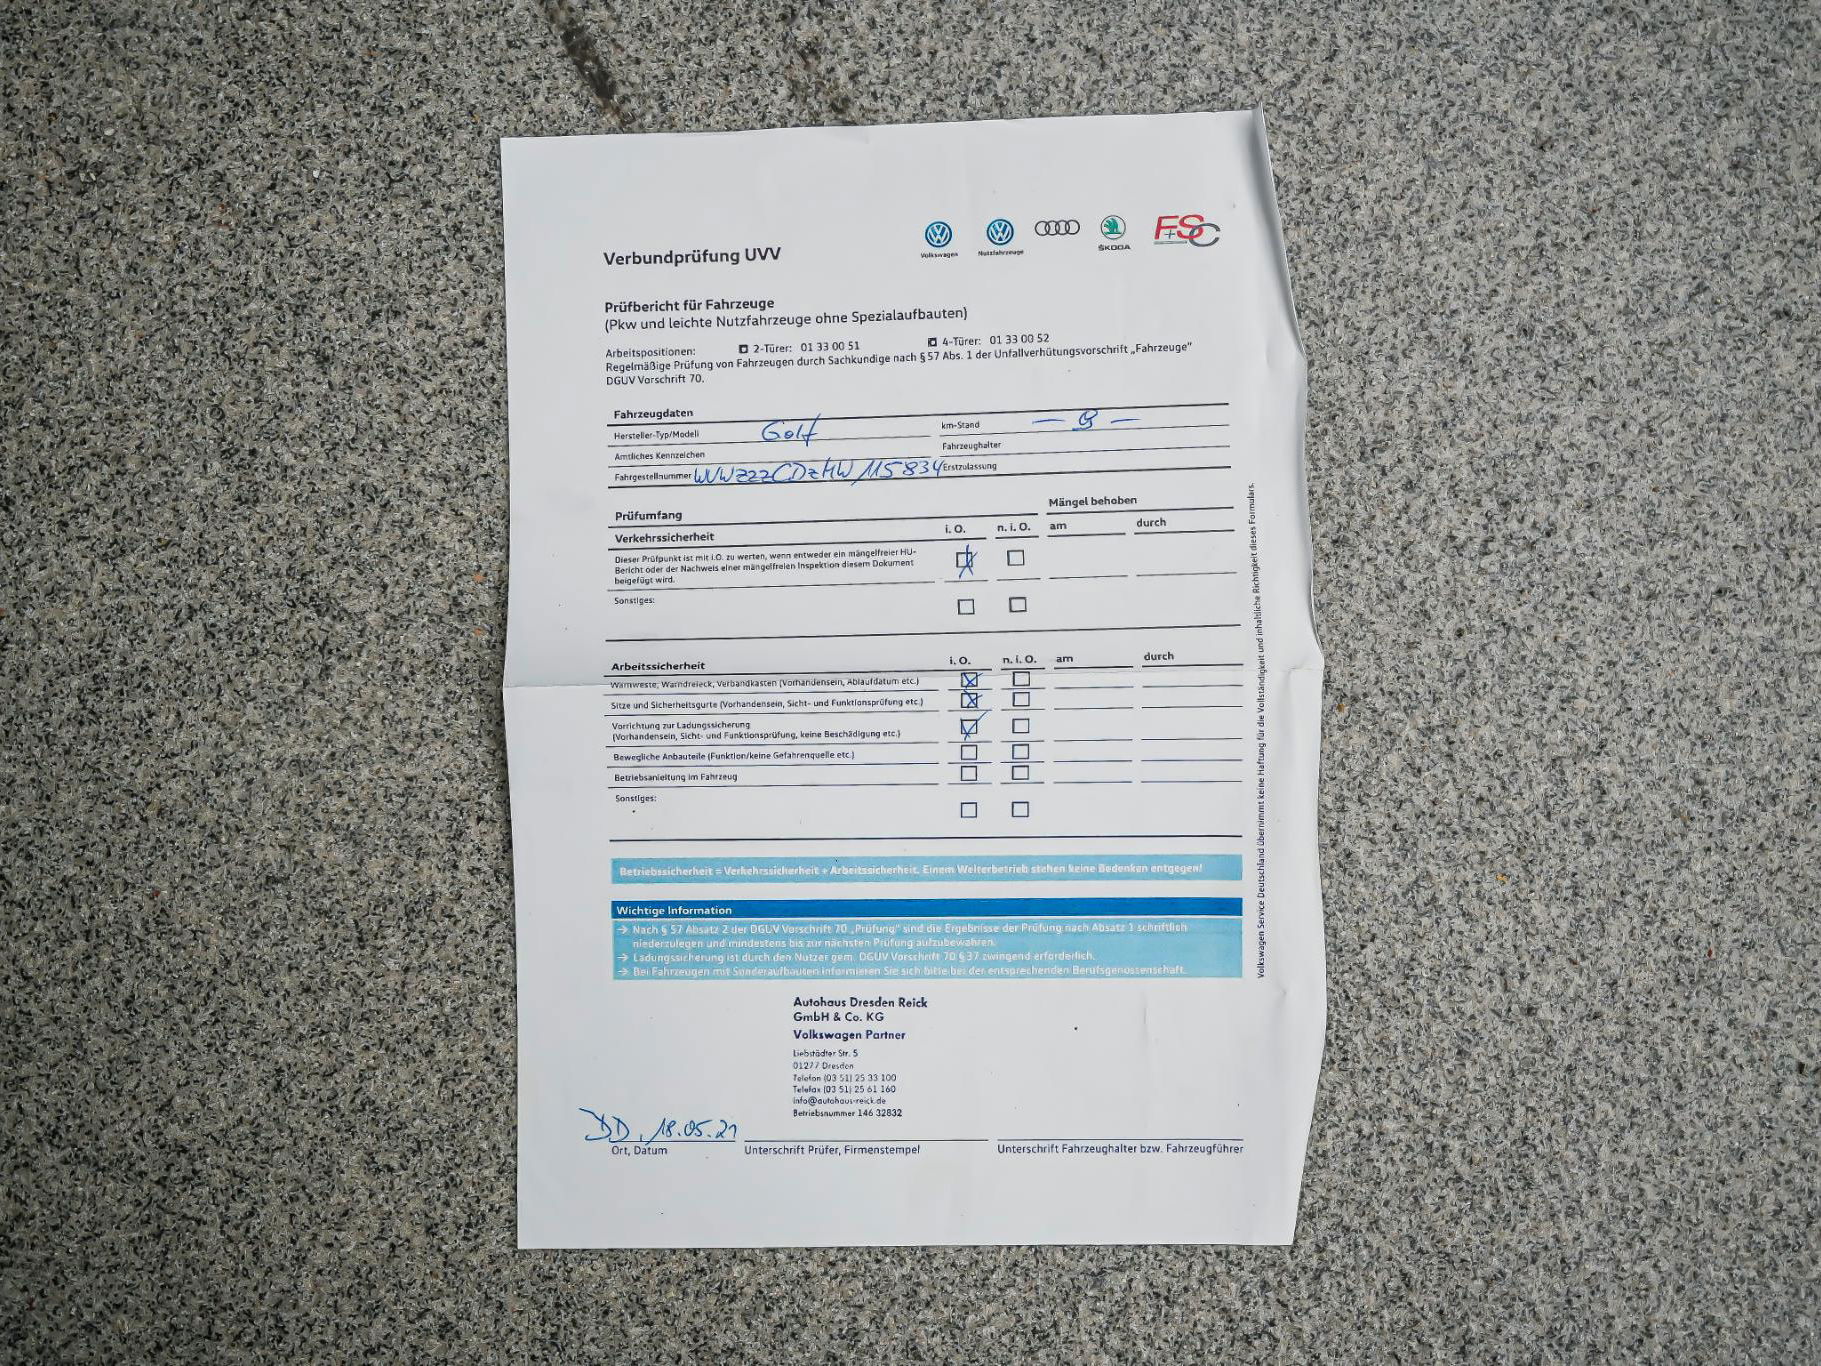 Volkswagen
Nutzfahrzeuge
ŠKODA
F+SC
Verbundprüfung UVV
Prüfbericht für Fahrzeuge
(Pkw und leichte Nutzfahrzeuge ohne Spezialaufbauten)
Arbeitspositionen: 2-Türer: 01 33 00 51 4-Türer: 01 33 00 52
Regelmäßige Prüfung von Fahrzeugen durch Sachkundige nach § 57 Abs. 1 der Unfallverhütungsvorschrift „Fahrzeuge"
DGUV Vorschrift 70.
Fahrzeugdaten
Hersteller-Typ/Modell Golf km-Stand — 9 —
Amtliches Kennzeichen Fahrzeughalter
Fahrgestellnummer WVWZZZCDZMW115834 Erstzulassung
Prüfumfang Mängel behoben
Verkehrssicherheit i. O. n. i. O. am durch
Dieser Prüfpunkt ist mit i.O. zu werten, wenn entweder ein mängelfreier HU-
Bericht oder der Nachweis einer mängelfreien Inspektion diesem Dokument
beigefügt wird.
Sonstiges:
Arbeitssicherheit i. O. n. i. O. am durch
Warnweste, Warndreieck, Verbandkasten (Vorhandensein, Ablaufdatum etc.)
Sitze und Sicherheitsgurte (Vorhandensein, Sicht- und Funktionsprüfung etc.)
Vorrichtung zur Ladungssicherung
(Vorhandensein, Sicht- und Funktionsprüfung, keine Beschädigung etc.)
Bewegliche Anbauteile (Funktion/keine Gefahrenquelle etc.)
Betriebsanleitung im Fahrzeug
Sonstiges:
Betriebssicherheit = Verkehrssicherheit + Arbeitssicherheit. Einem Weiterbetrieb stehen keine Bedenken entgegen!
Wichtige Information
→ Nach § 57 Absatz 2 der DGUV Vorschrift 70 „Prüfung" sind die Ergebnisse der Prüfung nach Absatz 1 schriftlich
niederzulegen und mindestens bis zur nächsten Prüfung aufzubewahren.
→ Ladungssicherung ist durch den Nutzer gem. DGUV Vorschrift 70 § 37 zwingend erforderlich.
→ Bei Fahrzeugen mit Sonderaufbauten informieren Sie sich bitte bei der entsprechenden Berufsgenossenschaft.
Volkswagen Service Deutschland übernimmt keine Haftung für die Vollständigkeit und inhaltliche Richtigkeit dieses Formulars.
Autohaus Dresden Reick
GmbH & Co. KG
Volkswagen Partner
Liebstädter Str. 5
01277 Dresden
Telefon (03 51) 25 33 100
Telefax (03 51) 25 61 160
info@autohaus-reick.de
Betriebsnummer 146 32832
DD, 18.05.21
Ort, Datum Unterschrift Prüfer, Firmenstempel Unterschrift Fahrzeughalter bzw. Fahrzeugführer